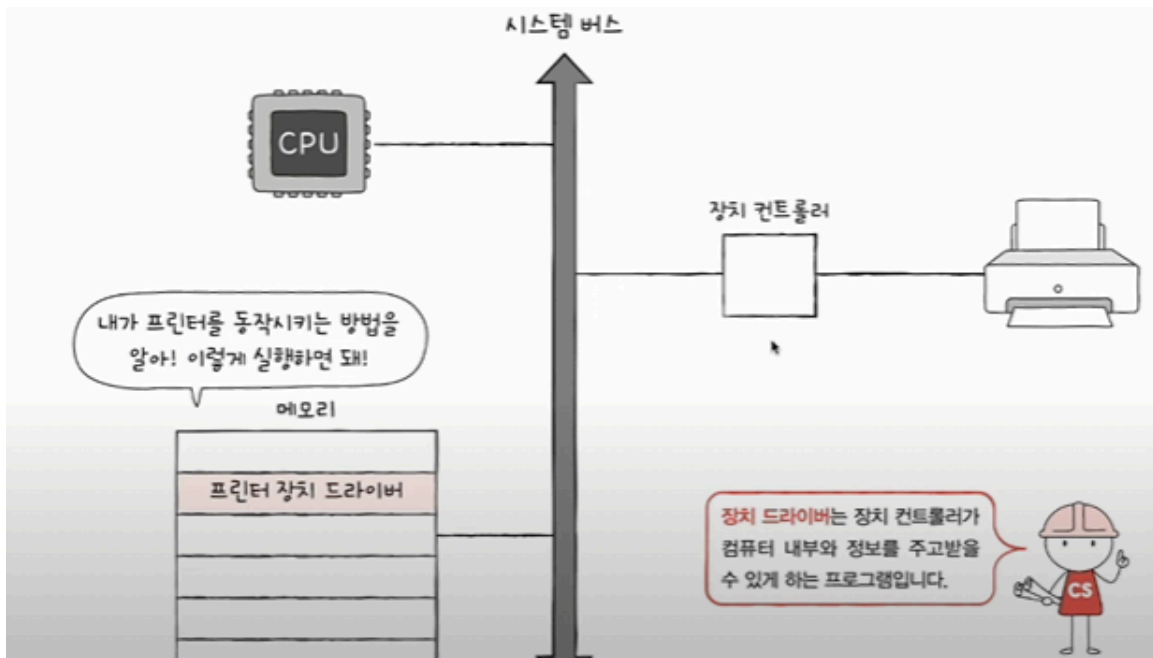 시스템 버스
CPU
장치 컨트롤러
내가 프린터를 동작시키는 방법을
알아! 이렇게 실행하면 돼!
메모리
프린터 장치 드라이버
장치 드라이버는 장치 컨트롤러가
컴퓨터 내부와 정보를 주고받을
수 있게 하는 프로그램입니다.
CS